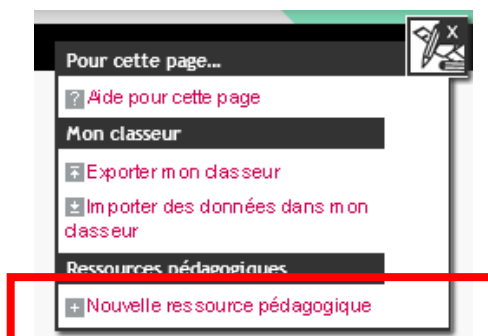 Pour cette page...
? Aide pour cette page
Mon classeur
Exporter mon classeur
Importer des données dans mon
classeur
Ressources pédagogiques
+ Nouvelle ressource pédagogique
x